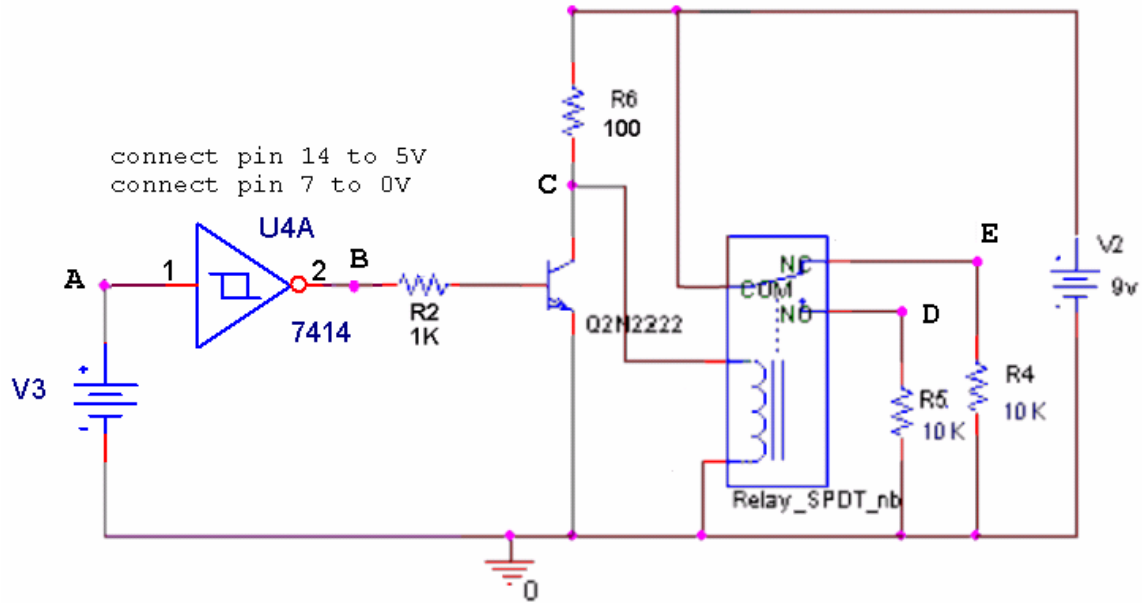 R6
100
connect pin 14 to 5V
connect pin 7 to 0V
C
U4A
E
V2
9v
NC
COM
NO
D
A
1
2
B
R2
1K
7414
Q2N2222
V3
+
-
R4
10K
R5
10K
Relay_SPDT_nb
0